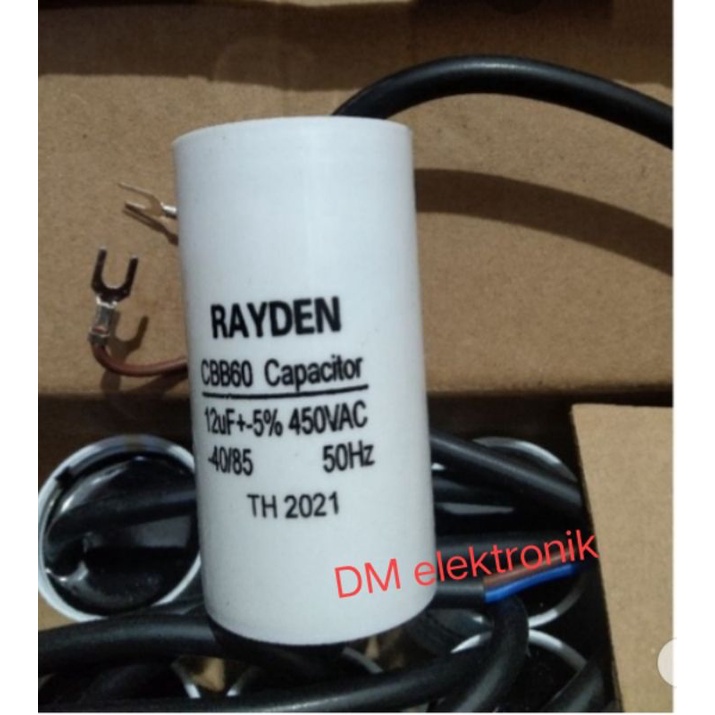 RAYDEN
CBB60 Capacitor
12uF+-5% 450VAC
-40/85 50Hz
TH 2021
DM elektronik